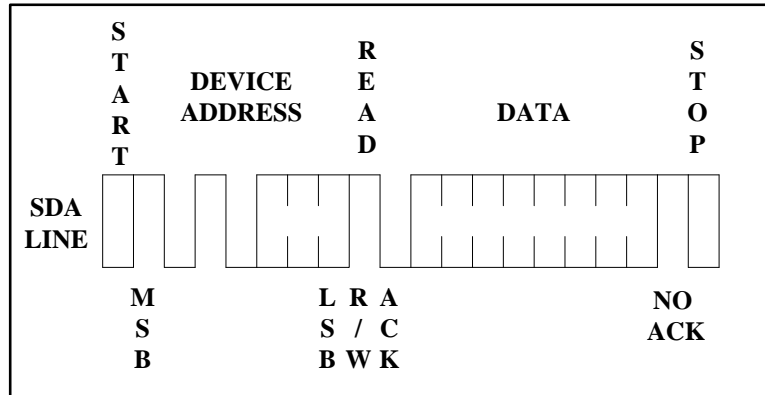 START
DEVICE
ADDRESS
READ
DATA
STOP
SDA
LINE
MSB
LSB
R/W
ACK
NO
ACK